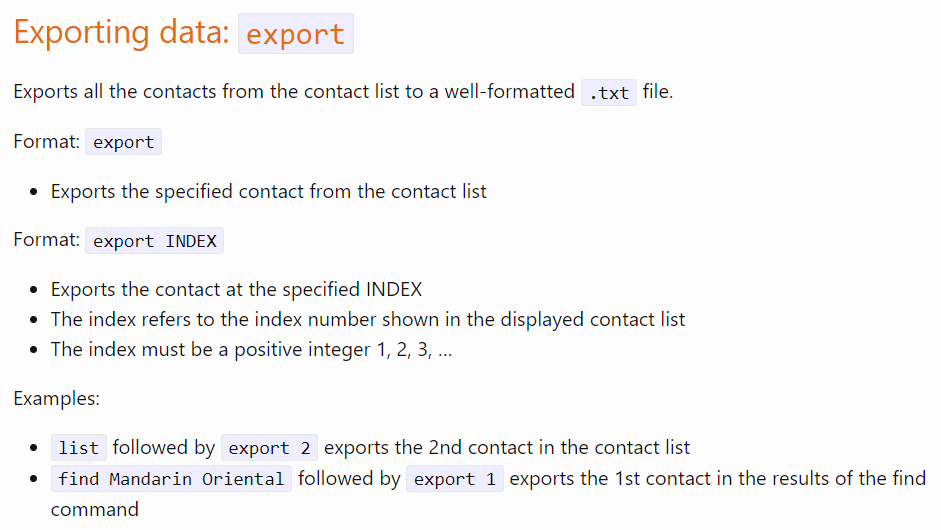 Exporting data: export
Exports all the contacts from the contact list to a well-formatted .txt file.
Format: export
• Exports the specified contact from the contact list
Format: export INDEX
• Exports the contact at the specified INDEX
• The index refers to the index number shown in the displayed contact list
• The index must be a positive integer 1, 2, 3, …
Examples:
• list followed by export 2 exports the 2nd contact in the contact list
• find Mandarin Oriental followed by export 1 exports the 1st contact in the results of the find
command